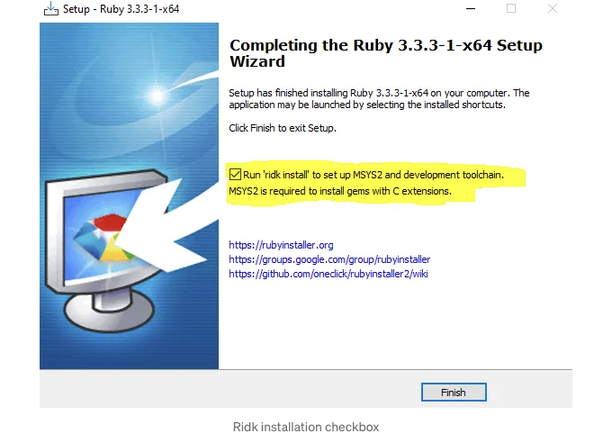 Setup - Ruby 3.3.3-1-x64
Completing the Ruby 3.3.3-1-x64 Setup
Wizard
Setup has finished installing Ruby 3.3.3-1-x64 on your computer. The
application may be launched by selecting the installed shortcuts.
Click Finish to exit Setup.
Run 'ridk install' to set up MSYS2 and development toolchain.
MSYS2 is required to install gems with C extensions.
https://rubyinstaller.org
https://groups.google.com/group/rubyinstaller
https://github.com/oneclick/rubyinstaller2/wiki
Finish
Ridk installation checkbox